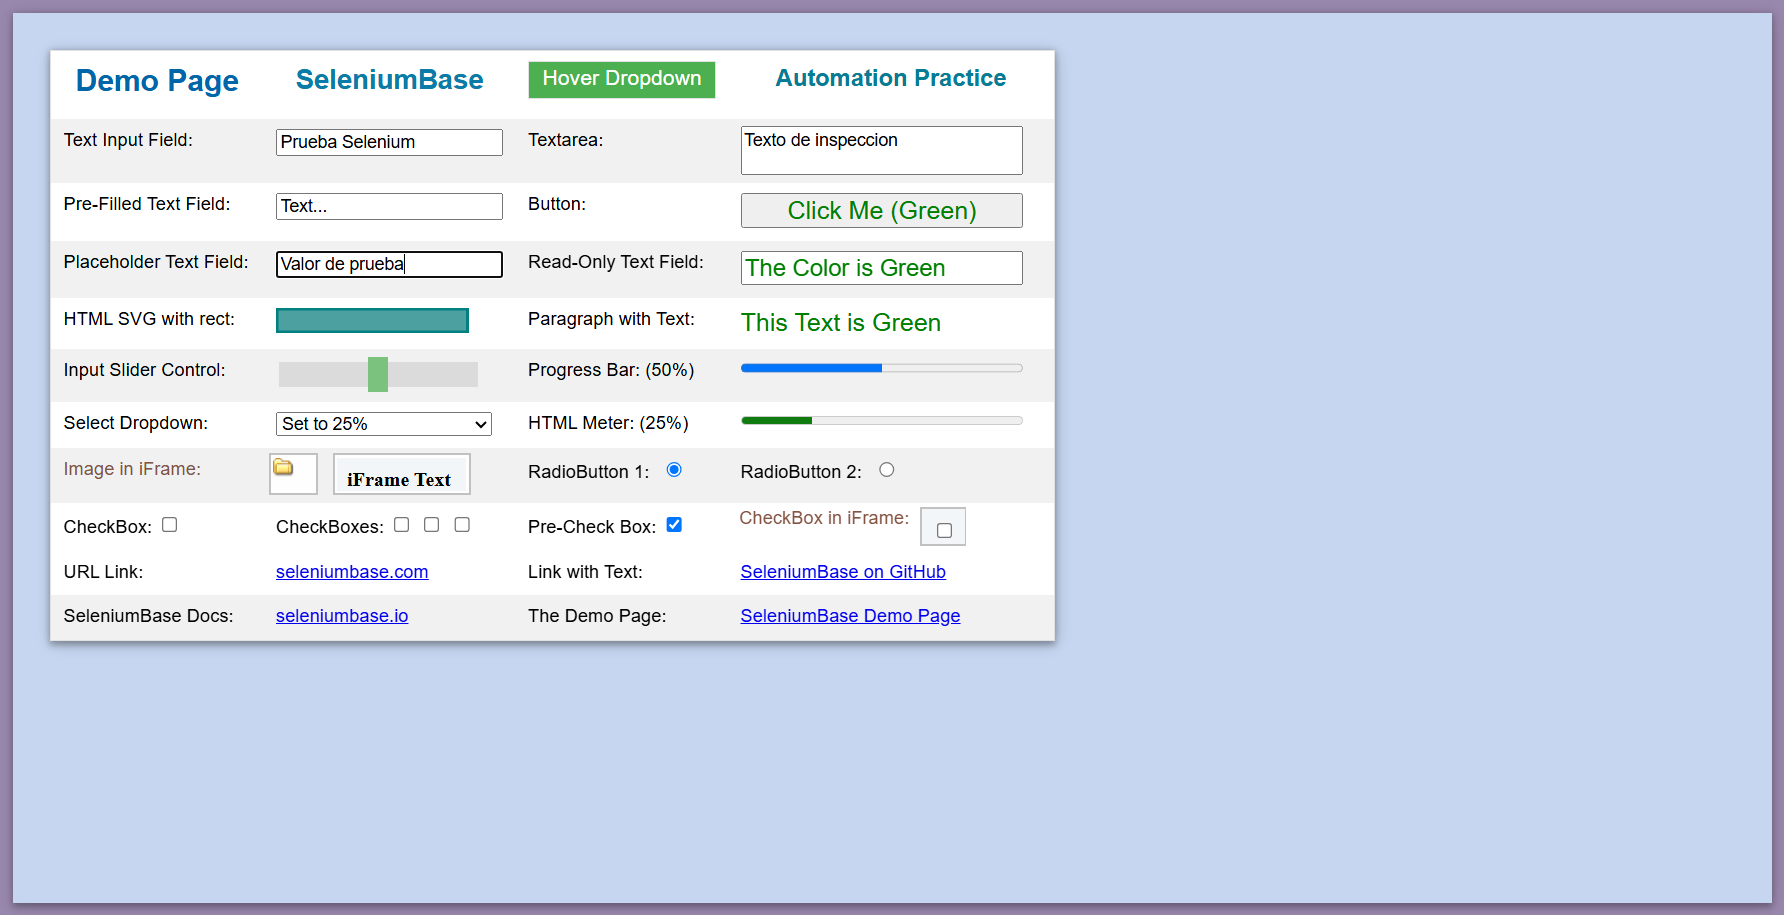 Demo Page SeleniumBase Hover Dropdown Automation Practice
Text Input Field: Prueba Selenium Textarea: Texto de inspeccion
Pre-Filled Text Field: Text... Button: Click Me (Green)
Placeholder Text Field: Valor de prueba Read-Only Text Field: The Color is Green
HTML SVG with rect: Paragraph with Text: This Text is Green
Input Slider Control: Progress Bar: (50%)
Select Dropdown: Set to 25% HTML Meter: (25%)
Image in iFrame: iFrame Text RadioButton 1: RadioButton 2:
CheckBox: CheckBoxes: Pre-Check Box: CheckBox in iFrame:
URL Link: seleniumbase.com Link with Text: SeleniumBase on GitHub
SeleniumBase Docs: seleniumbase.io The Demo Page: SeleniumBase Demo Page